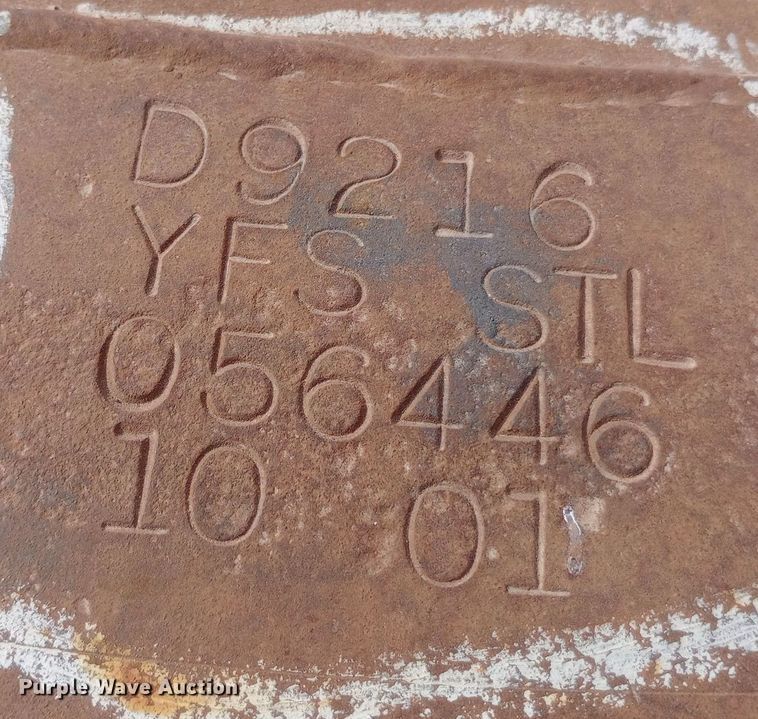 D9216
YFS STL
056446
10 01
Purple Wave Auction